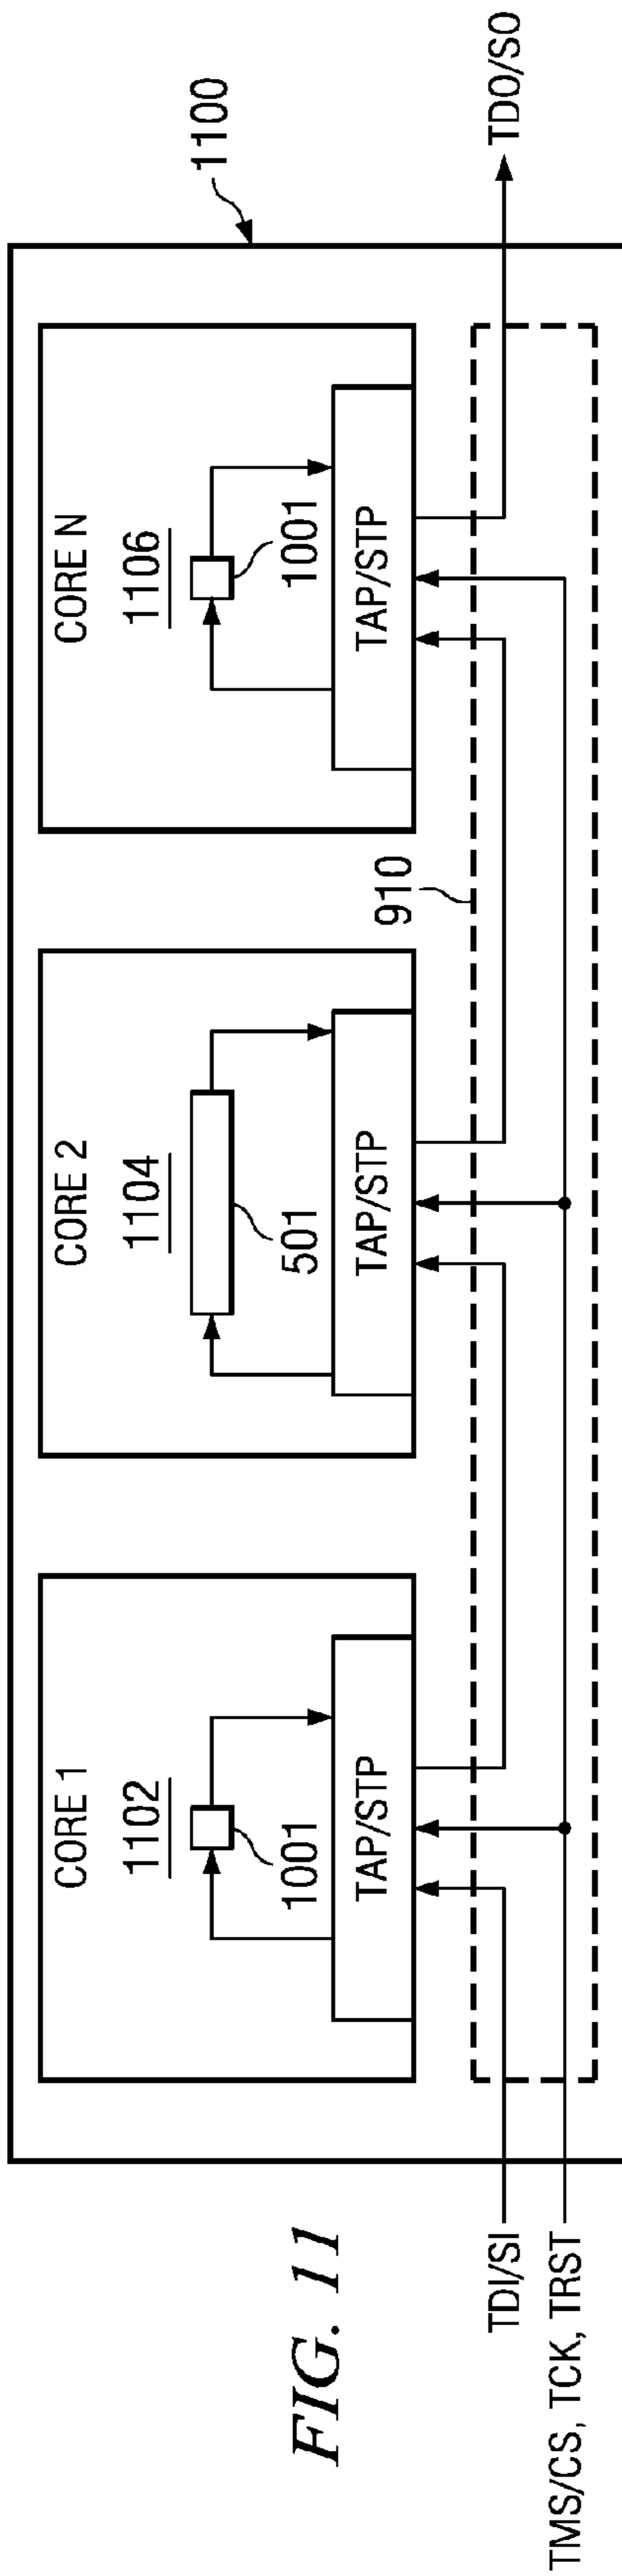 1100
CORE 1
1102
1001
TAP/STP
CORE 2
1104
501
TAP/STP
CORE N
1106
1001
TAP/STP
910
TDI/SI
TMS/CS, TCK, TRST
TDO/SO
FIG. 11